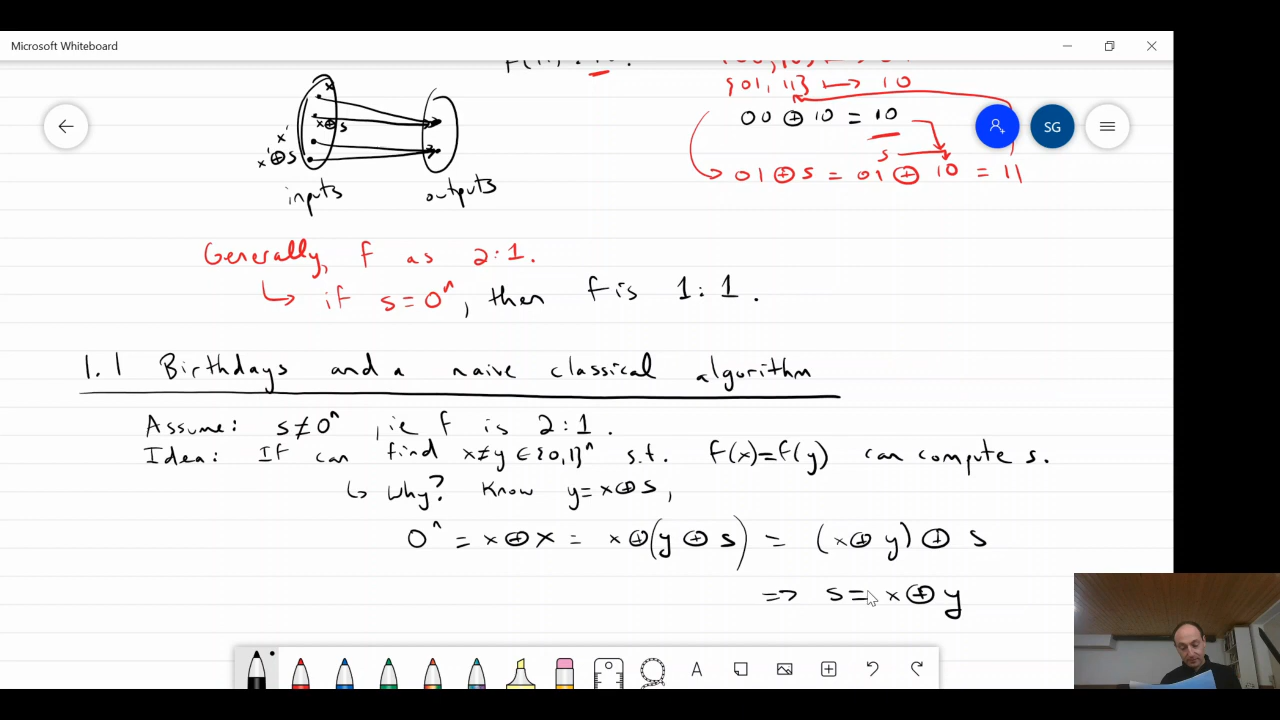 Microsoft Whiteboard
{01, 11} ↦ 10
00 ⊕ 10 = 10
s
01 ⊕ s = 01 ⊕ 10 = 11
x
x ⊕ s
x'
x' ⊕ s
inputs
outputs
SG
Generally, f as 2:1.
↳ if s=0ⁿ, then f is 1:1.
1.1 Birthdays and a naive classical algorithm
Assume: s≠0ⁿ, ie f is 2:1.
Idea: If can find x≠y ∈ {0,1}ⁿ s.t. f(x)=f(y) can compute s.
↳ Why? Know y=x⊕s,
0ⁿ = x⊕x = x⊕(y⊕s) = (x⊕y)⊕s
=> s=x⊕y
A